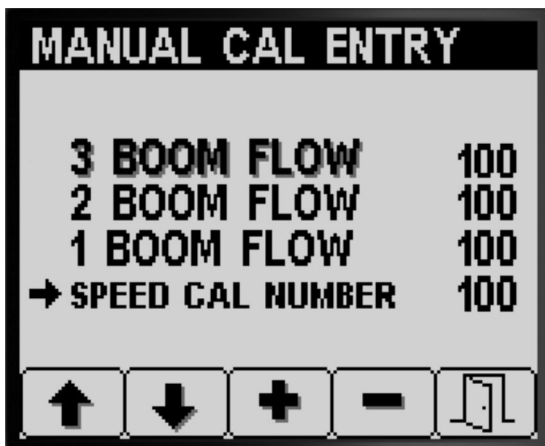 MANUAL CAL ENTRY
3 BOOM FLOW 100
2 BOOM FLOW 100
1 BOOM FLOW 100
SPEED CAL NUMBER 100